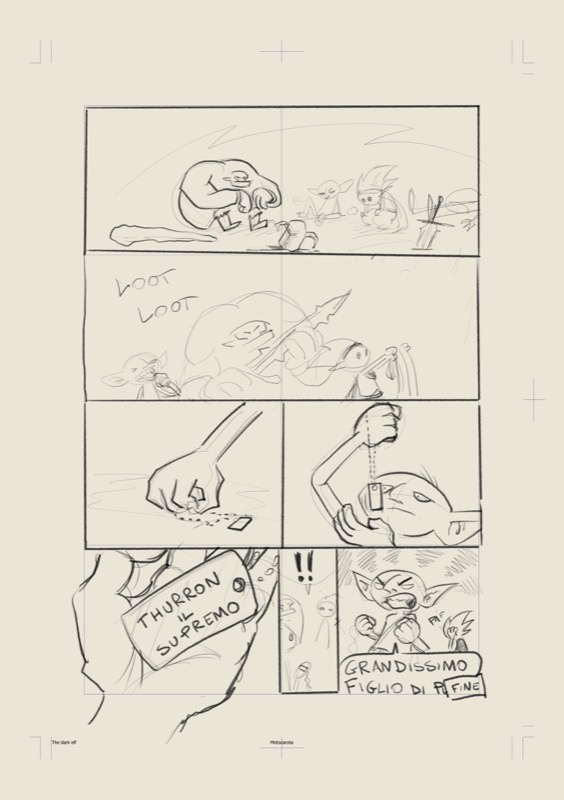 LOOT
LOOT
THURRON
IL
SUPREMO
!!
GRANDISSIMO
FIGLIO DI P
FINE
The dark elf